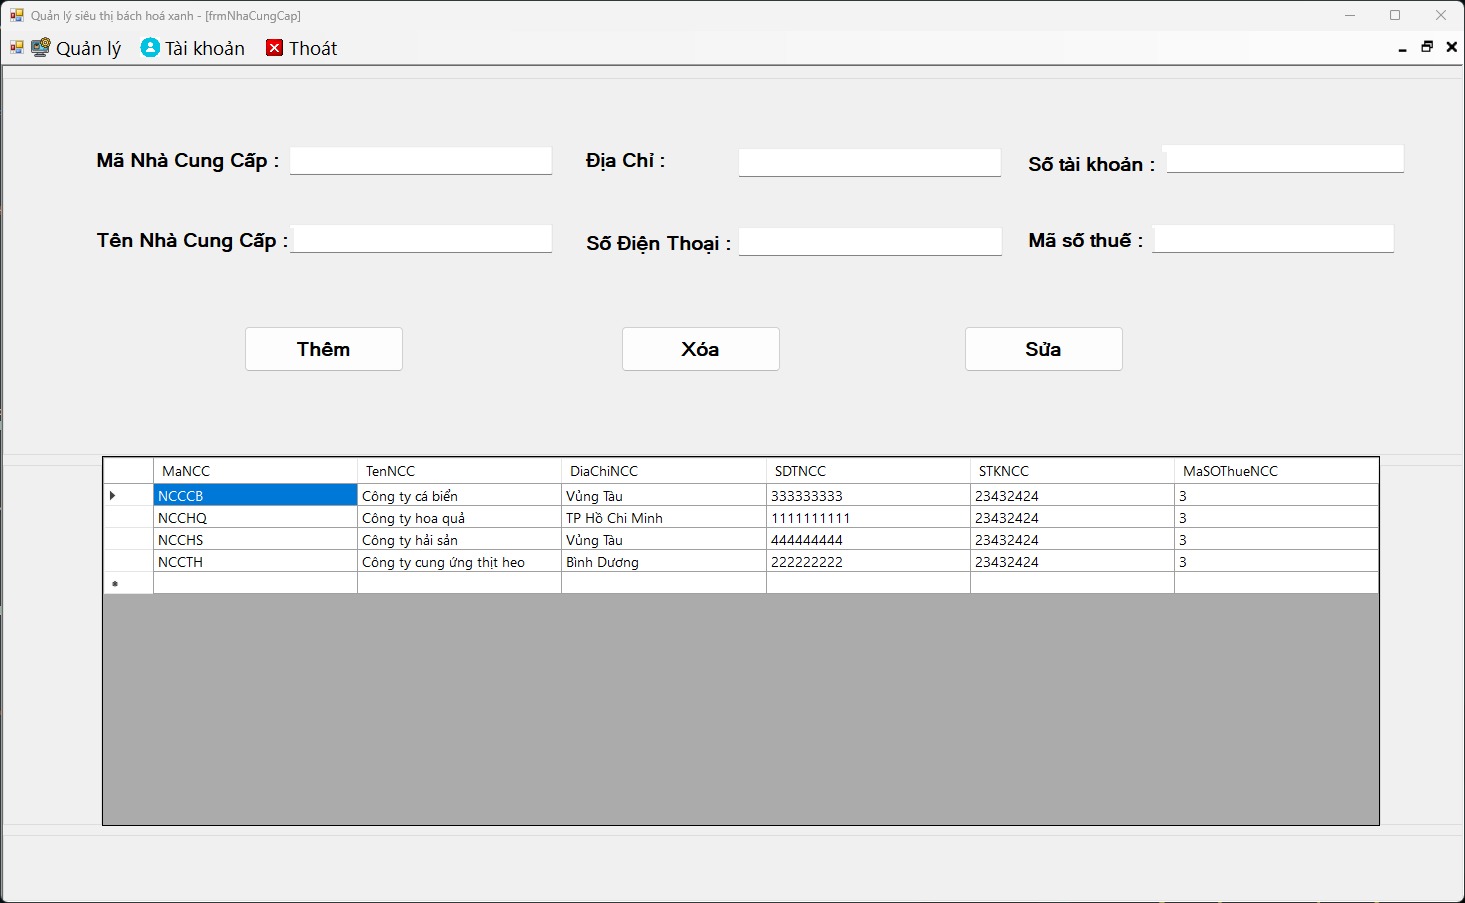 Quản lý siêu thị bách hoá xanh - [frmNhaCungCap]
Quản lý Tài khoản Thoát
Mã Nhà Cung Cấp : Địa Chỉ : Số tài khoản :
Tên Nhà Cung Cấp : Số Điện Thoại : Mã số thuế :
Thêm Xóa Sửa
MaNCC TenNCC DiaChiNCC SDTNCC STKNCC MaSOThueNCC
NCCCB Công ty cá biển Vủng Tàu 333333333 23432424 3
NCCHQ Công ty hoa quả TP Hồ Chi Minh 1111111111 23432424 3
NCCHS Công ty hải sản Vủng Tàu 444444444 23432424 3
NCCTH Công ty cung ứng thịt heo Bình Dương 222222222 23432424 3